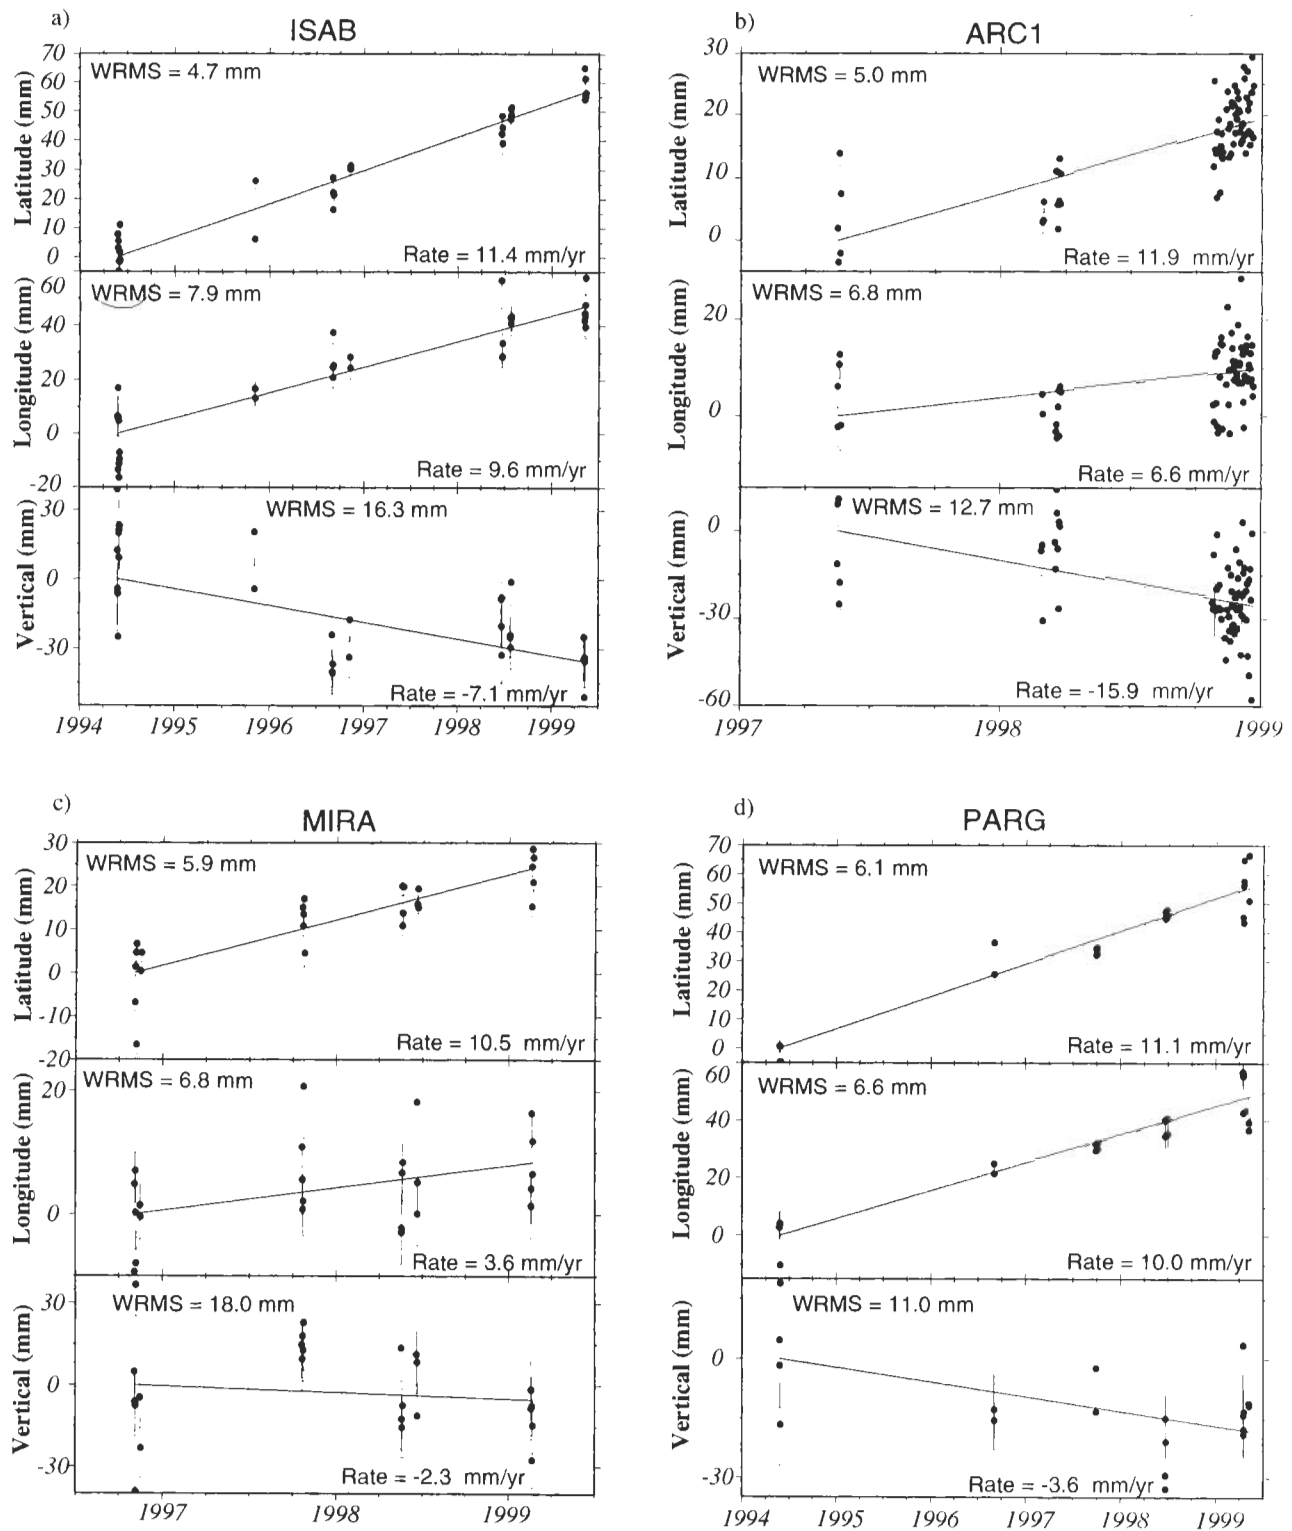 a)
ISAB
WRMS = 4.7 mm
Latitude (mm)
70
60
50
40
30
20
10
0
Rate = 11.4 mm/yr
WRMS = 7.9 mm
Longitude (mm)
60
40
20
0
-20
Rate = 9.6 mm/yr
WRMS = 16.3 mm
Vertical (mm)
30
0
-30
Rate = -7.1 mm/yr
1994 1995 1996 1997 1998 1999
b)
ARC1
WRMS = 5.0 mm
Latitude (mm)
30
20
10
0
Rate = 11.9 mm/yr
WRMS = 6.8 mm
Longitude (mm)
20
0
Rate = 6.6 mm/yr
WRMS = 12.7 mm
Vertical (mm)
0
-30
-60
Rate = -15.9 mm/yr
1997 1998 1999
c)
MIRA
WRMS = 5.9 mm
Latitude (mm)
30
20
10
0
-10
-20
Rate = 10.5 mm/yr
WRMS = 6.8 mm
Longitude (mm)
20
0
Rate = 3.6 mm/yr
WRMS = 18.0 mm
Vertical (mm)
30
0
-30
Rate = -2.3 mm/yr
1997 1998 1999
d)
PARG
WRMS = 6.1 mm
Latitude (mm)
70
60
50
40
30
20
10
0
Rate = 11.1 mm/yr
WRMS = 6.6 mm
Longitude (mm)
60
40
20
0
Rate = 10.0 mm/yr
WRMS = 11.0 mm
Vertical (mm)
0
-30
Rate = -3.6 mm/yr
1994 1995 1996 1997 1998 1999